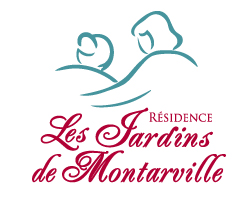 RÉSIDENCE
Les Jardins
de Montarville